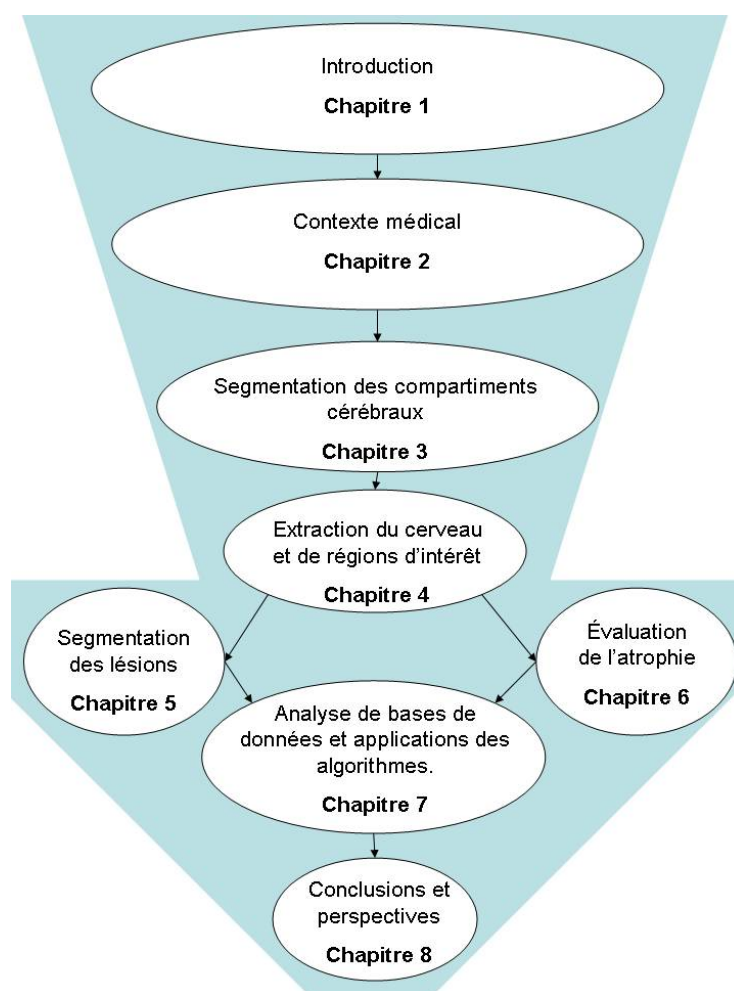 Introduction
Chapitre 1
Contexte médical
Chapitre 2
Segmentation des compartiments
cérébraux
Chapitre 3
Extraction du cerveau
et de régions d'intérêt
Chapitre 4
Segmentation
des lésions
Chapitre 5
Évaluation
de l'atrophie
Chapitre 6
Analyse de bases de
données et applications des
algorithmes.
Chapitre 7
Conclusions et
perspectives
Chapitre 8